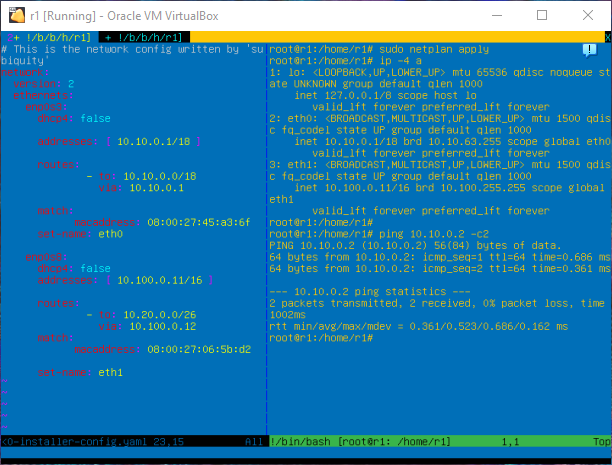 r1 [Running] - Oracle VM VirtualBox
2+ !/b/b/h/r1] + !/b/b/h/r1] X
# This is the network config written by 'su
biquity'
network:
version: 2
ethernets:
enp0s3:
dhcp4: false
addresses: [ 10.10.0.1/18 ]
routes:
- to: 10.10.0.0/18
via: 10.10.0.1
match:
macaddress: 08:00:27:45:a3:6f
set-name: eth0
enp0s8:
dhcp4: false
addresses: [ 10.100.0.11/16 ]
routes:
- to: 10.20.0.0/26
via: 10.100.0.12
match:
macaddress: 08:00:27:06:5b:d2
set-name: eth1
~
~
~
~
<0-installer-config.yaml 23,15 All
root@r1:/home/r1# sudo netplan apply
root@r1:/home/r1# ip -4 a
1: lo: <LOOPBACK,UP,LOWER_UP> mtu 65536 qdisc noqueue st
ate UNKNOWN group default qlen 1000
inet 127.0.0.1/8 scope host lo
valid_lft forever preferred_lft forever
2: eth0: <BROADCAST,MULTICAST,UP,LOWER_UP> mtu 1500 qdis
c fq_codel state UP group default qlen 1000
inet 10.10.0.1/18 brd 10.10.63.255 scope global eth0
valid_lft forever preferred_lft forever
3: eth1: <BROADCAST,MULTICAST,UP,LOWER_UP> mtu 1500 qdis
c fq_codel state UP group default qlen 1000
inet 10.100.0.11/16 brd 10.100.255.255 scope global
eth1
valid_lft forever preferred_lft forever
root@r1:/home/r1#
root@r1:/home/r1# ping 10.10.0.2 -c2
PING 10.10.0.2 (10.10.0.2) 56(84) bytes of data.
64 bytes from 10.10.0.2: icmp_seq=1 ttl=64 time=0.686 ms
64 bytes from 10.10.0.2: icmp_seq=2 ttl=64 time=0.361 ms
--- 10.10.0.2 ping statistics ---
2 packets transmitted, 2 received, 0% packet loss, time
1002ms
rtt min/avg/max/mdev = 0.361/0.523/0.686/0.162 ms
root@r1:/home/r1#
!/bin/bash [root@r1: /home/r1] 1,1 Top